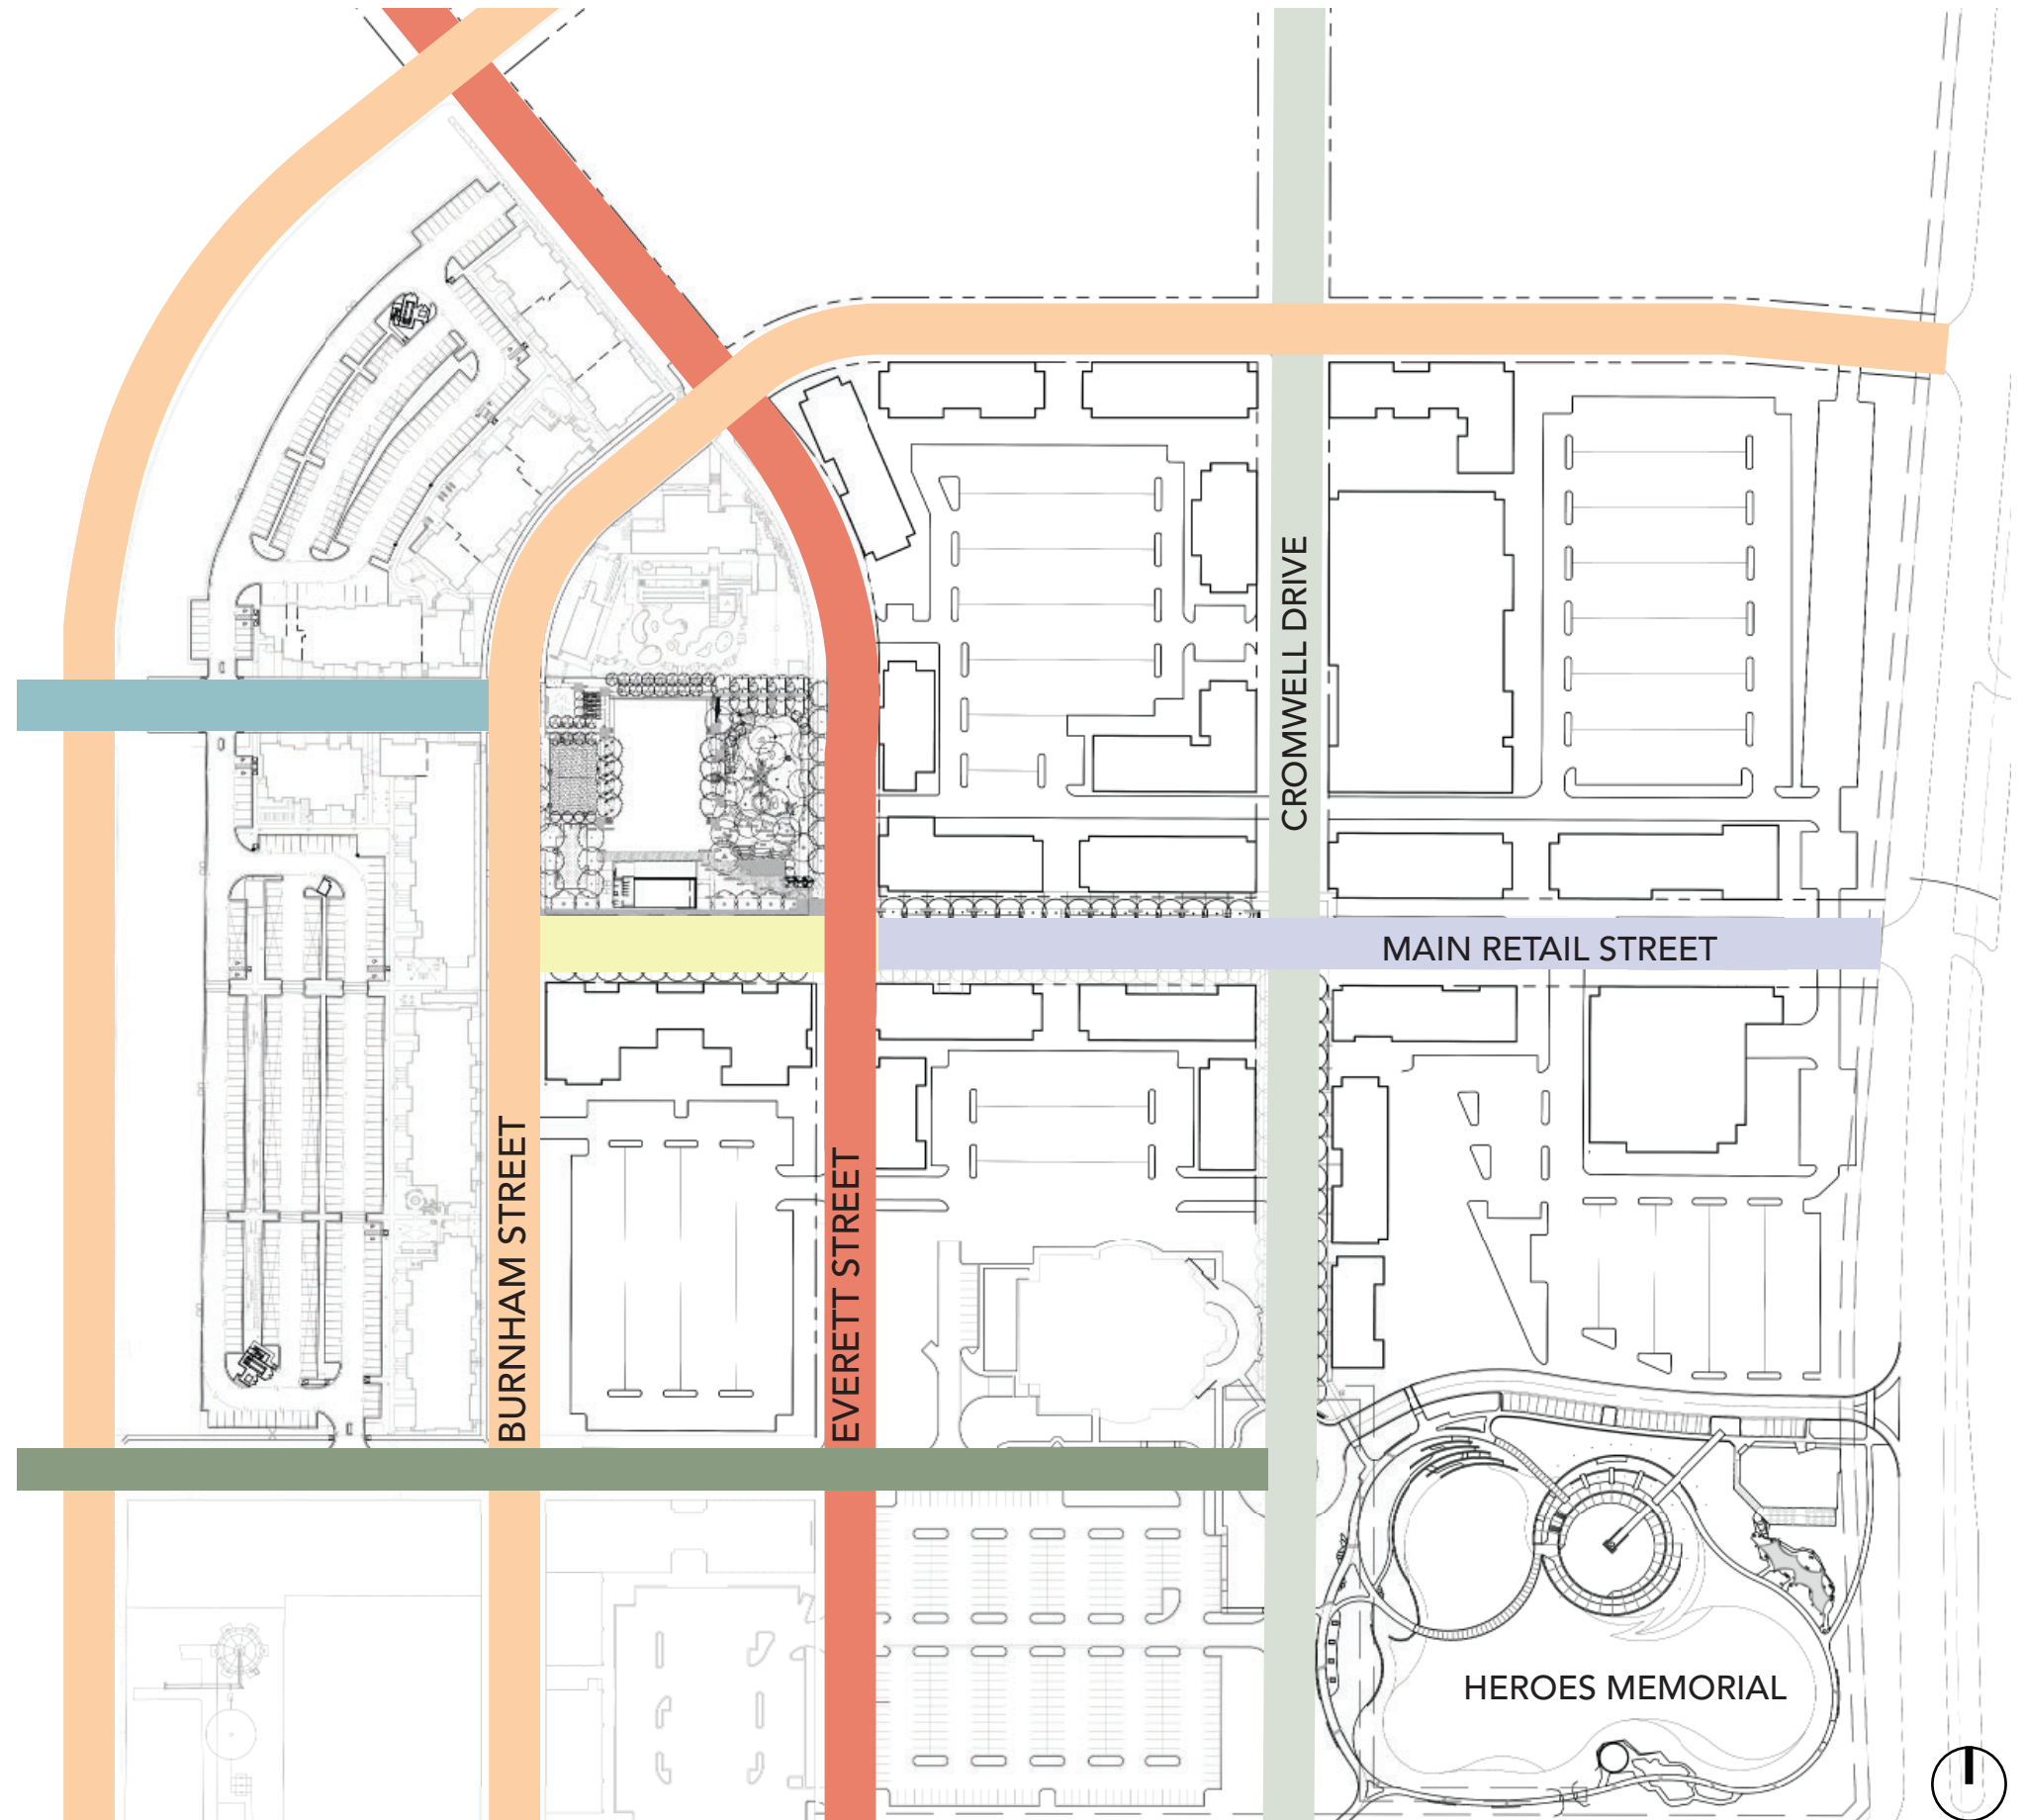 CROMWELL DRIVE
MAIN RETAIL STREET
BURNHAM STREET
EVERETT STREET
HEROES MEMORIAL